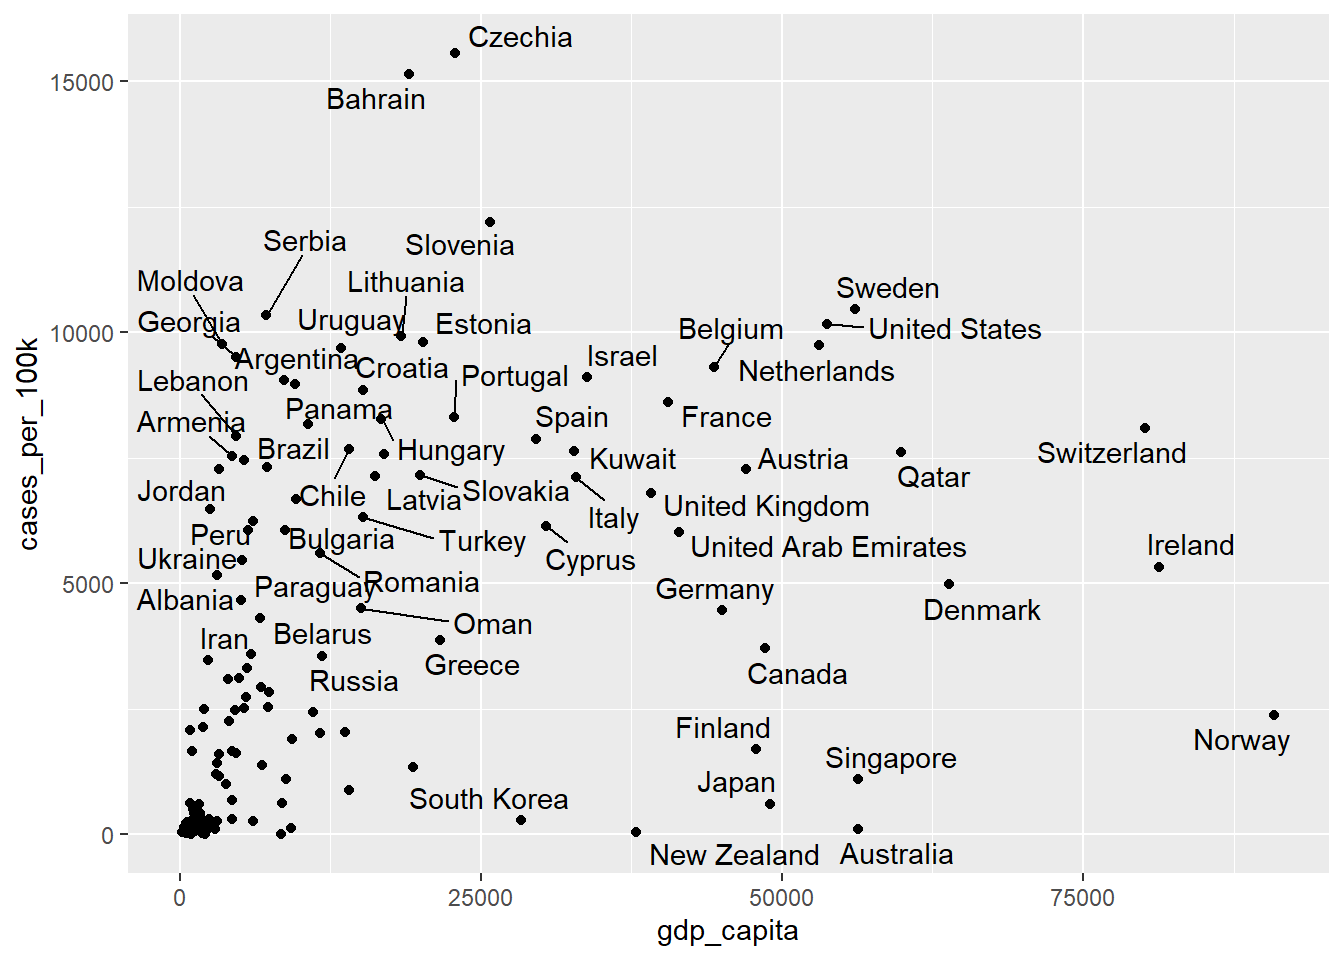 Czechia
15000
Bahrain
Serbia
Slovenia
Moldova
Lithuania
Sweden
Georgia
Uruguay
Estonia
Belgium
United States
10000
Argentina
Croatia
Israel
Netherlands
Lebanon
Portugal
Armenia
Panama
Spain
France
Brazil
Hungary
Kuwait
Austria
Switzerland
Jordan
Chile
Latvia
Slovakia
Italy
United Kingdom
Qatar
Peru
Bulgaria
Turkey
Cyprus
United Arab Emirates
Ireland
Ukraine
5000
Albania
Paraguay
Romania
Germany
Denmark
Iran
Belarus
Oman
Russia
Greece
Canada
Finland
Norway
Singapore
Japan
South Korea
0
New Zealand
Australia
0
25000
50000
75000
gdp_capita
cases_per_100k